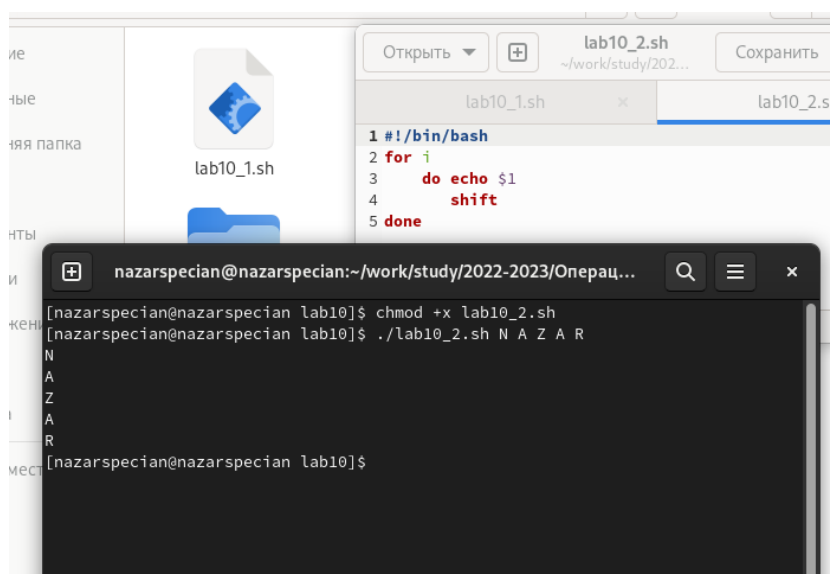 Открыть
lab10_2.sh
~/work/study/202...
Сохранить
lab10_1.sh
lab10_2.s
1 #!/bin/bash
2 for i
3 do echo $1
4 shift
5 done
ие
ные
няя папка
нты
и
жени
мест
lab10_1.sh
nazarspecian@nazarspecian:~/work/study/2022-2023/Операц...
[nazarspecian@nazarspecian lab10]$ chmod +x lab10_2.sh
[nazarspecian@nazarspecian lab10]$ ./lab10_2.sh N A Z A R
N
A
Z
A
R
[nazarspecian@nazarspecian lab10]$